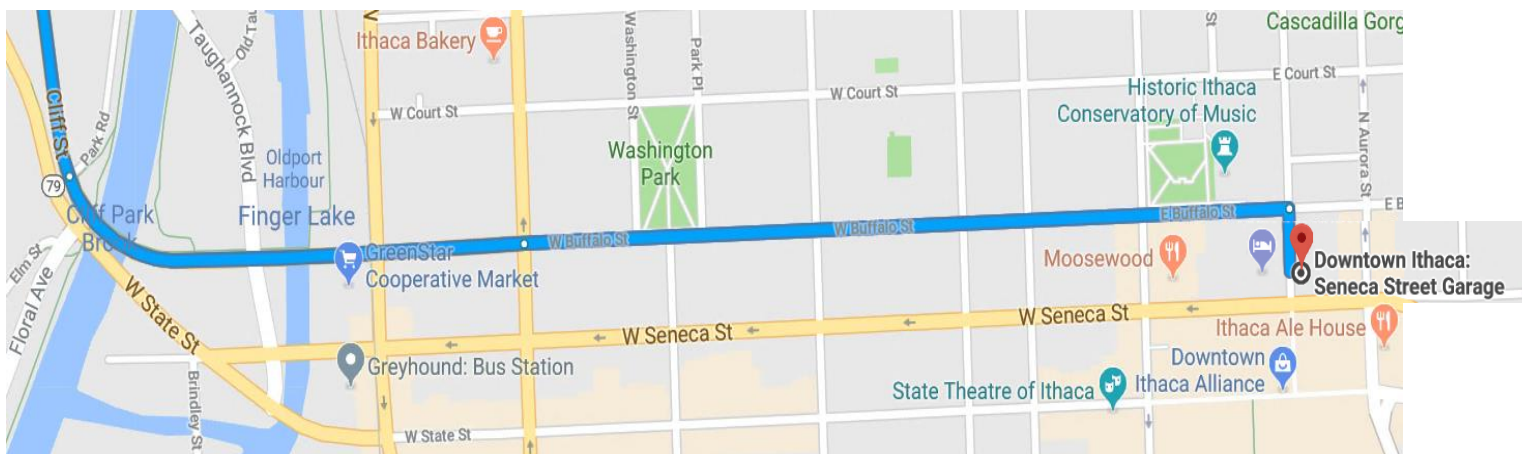 Ithaca Bakery
Taughannock Blvd
Old Ta
W
Washington St
Park Pl
St
Cascadilla Gorg
E Court St
W Court St
W Court St
Historic Ithaca
Conservatory of Music
N Aurora St
Cliff St
Park Rd
79
Oldport
Harbour
Washington
Park
Cliff Park
Brook
Finger Lake
Elm St
Floral Ave
GreenStar
Cooperative Market
W Buffalo St
W Buffalo St
E Buffalo St
E B
Moosewood
Downtown Ithaca:
Seneca Street Garage
W State St
W Seneca St
W Seneca St
Ithaca Ale House
Greyhound: Bus Station
Brindley St
State Theatre of Ithaca
Downtown
Ithaca Alliance
W State St